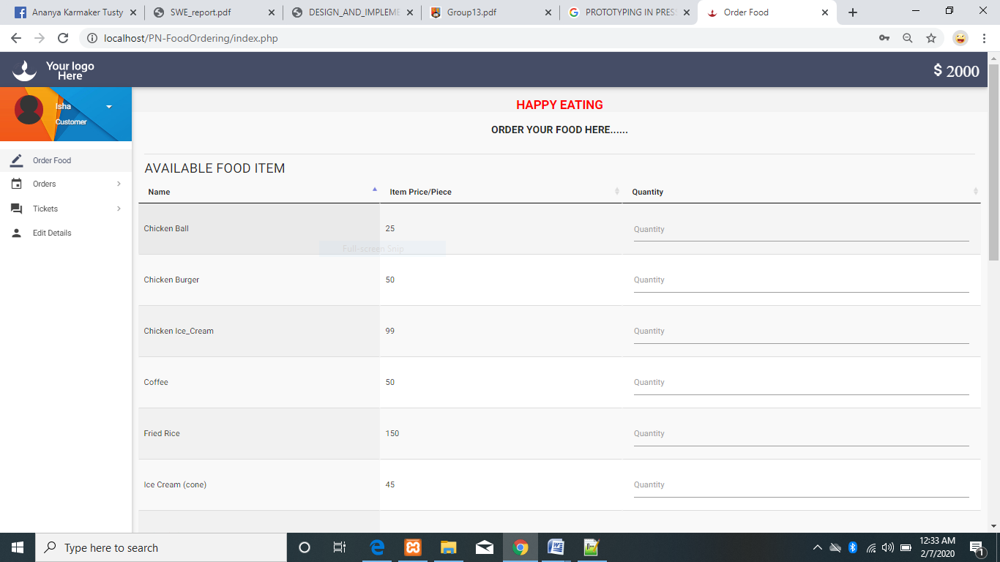 Ananya Karmaker Tusty
SWE_report.pdf
DESIGN_AND_IMPLEME
Group13.pdf
PROTOTYPING IN PRES
Order Food
localhost/PN-FoodOrdering/index.php
Your logo
Here
$ 2000
Isha
Customer
Order Food
Orders
Tickets
Edit Details
HAPPY EATING
ORDER YOUR FOOD HERE......
AVAILABLE FOOD ITEM
Name Item Price/Piece Quantity
Chicken Ball 25 Quantity
Full-screen Snip
Chicken Burger 50 Quantity
Chicken Ice_Cream 99 Quantity
Coffee 50 Quantity
Fried Rice 150 Quantity
Ice Cream (cone) 45 Quantity
Type here to search
12:33 AM
2/7/2020
1